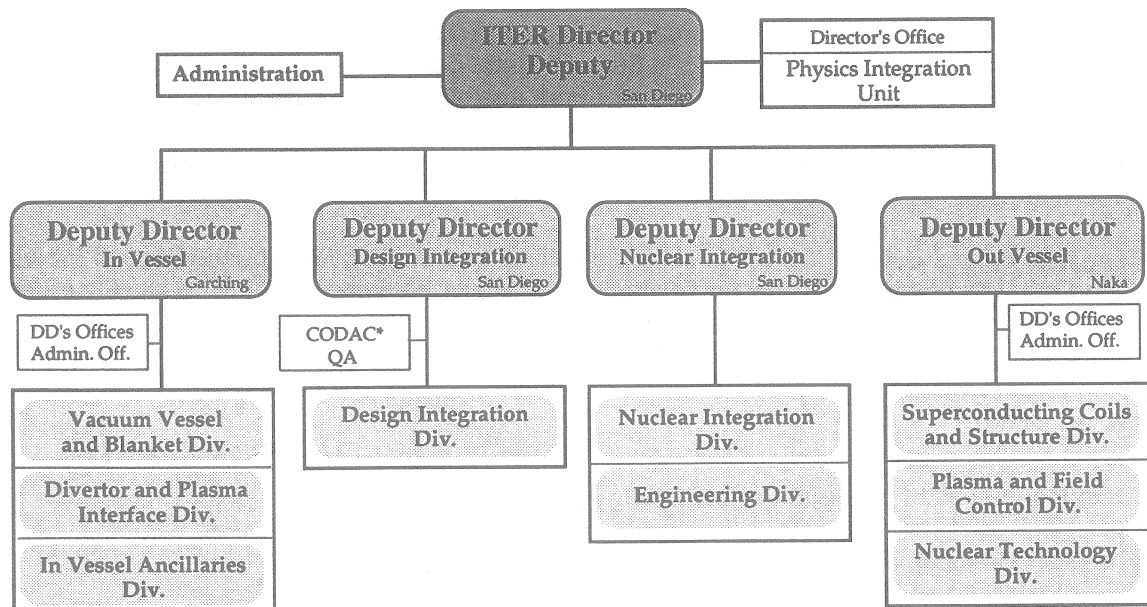 ITER Director
Deputy
San Diego
Administration
Director's Office
Physics Integration
Unit
Deputy Director
In Vessel
Garching
Deputy Director
Design Integration
San Diego
Deputy Director
Nuclear Integration
San Diego
Deputy Director
Out Vessel
Naka
DD's Offices
Admin. Off.
CODAC*
QA
DD's Offices
Admin. Off.
Vacuum Vessel
and Blanket Div.
Divertor and Plasma
Interface Div.
In Vessel Ancillaries
Div.
Design Integration
Div.
Nuclear Integration
Div.
Engineering Div.
Superconducting Coils
and Structure Div.
Plasma and Field
Control Div.
Nuclear Technology
Div.